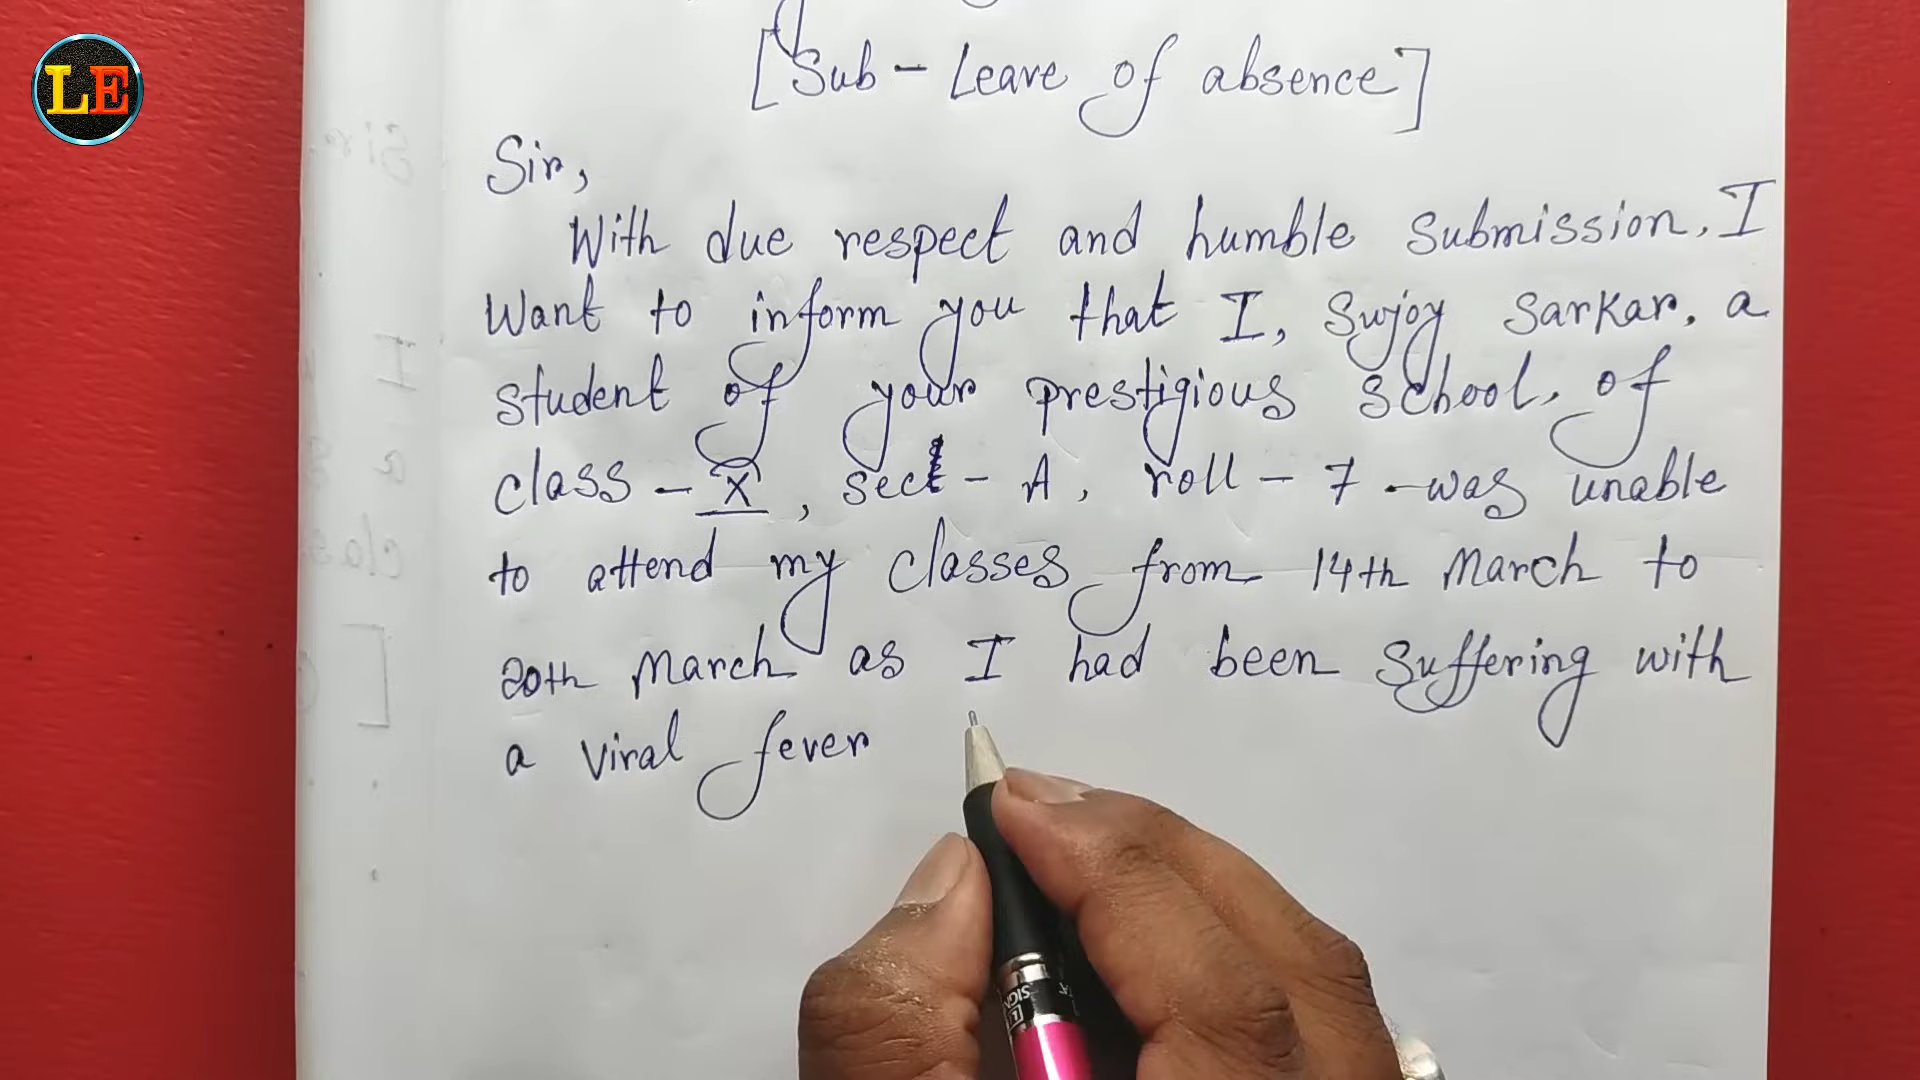 LE
[Sub - Leave of absence]
Sir,
With due respect and humble submission, I
want to inform you that I, Sujoy Sarkar, a
student of your prestigious school, of
class - X, sect - A, roll - 7 - was unable
to attend my classes from 14th March to
20th March as I had been suffering with
a viral fever